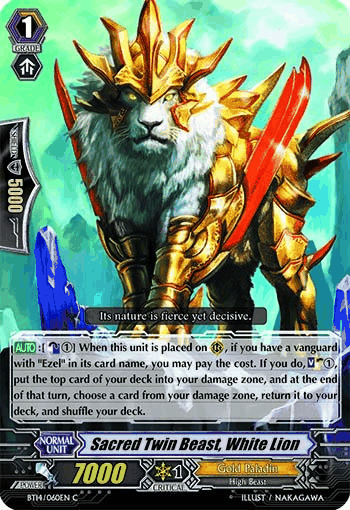 1
GRADE
SHIELD
5000
Its nature is fierce yet decisive.
AUTO :[ ①] When this unit is placed on , if you have a vanguard
with "Ezel" in its card name, you may pay the cost. If you do, ①,
put the top card of your deck into your damage zone, and at the end
of that turn, choose a card from your damage zone, return it to your
deck, and shuffle your deck.
NORMAL
UNIT
Sacred Twin Beast, White Lion
POWER
7000
1
CRITICAL
Gold Paladin
High Beast
BT14/060EN C
ILLUST / NAKAGAWA